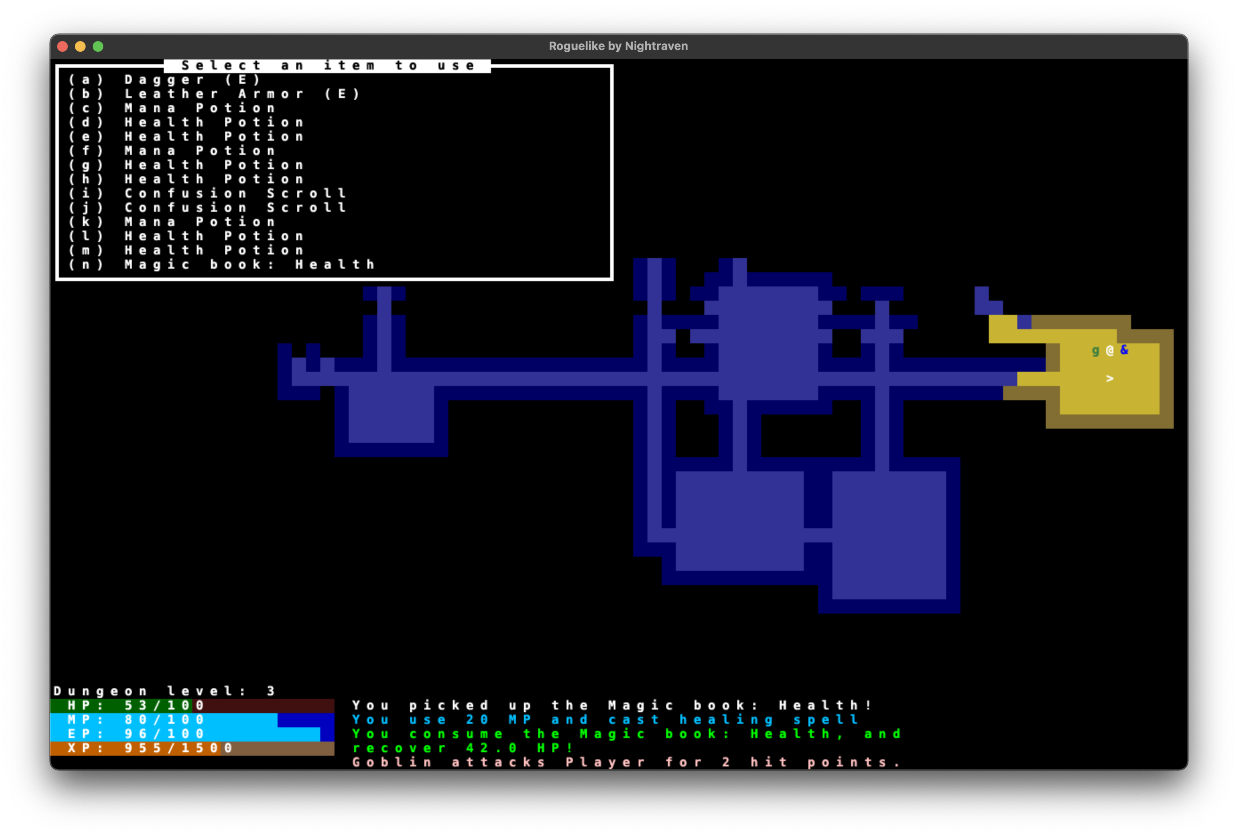 Roguelike by Nightraven
Select an item to use
(a) Dagger (E)
(b) Leather Armor (E)
(c) Mana Potion
(d) Health Potion
(e) Health Potion
(f) Mana Potion
(g) Health Potion
(h) Health Potion
(i) Confusion Scroll
(j) Confusion Scroll
(k) Mana Potion
(l) Health Potion
(m) Health Potion
(n) Magic book: Health
g @ &
>
Dungeon level: 3
HP: 53/100
MP: 80/100
EP: 96/100
XP: 955/1500
You picked up the Magic book: Health!
You use 20 MP and cast healing spell
You consume the Magic book: Health, and
recover 42.0 HP!
Goblin attacks Player for 2 hit points.